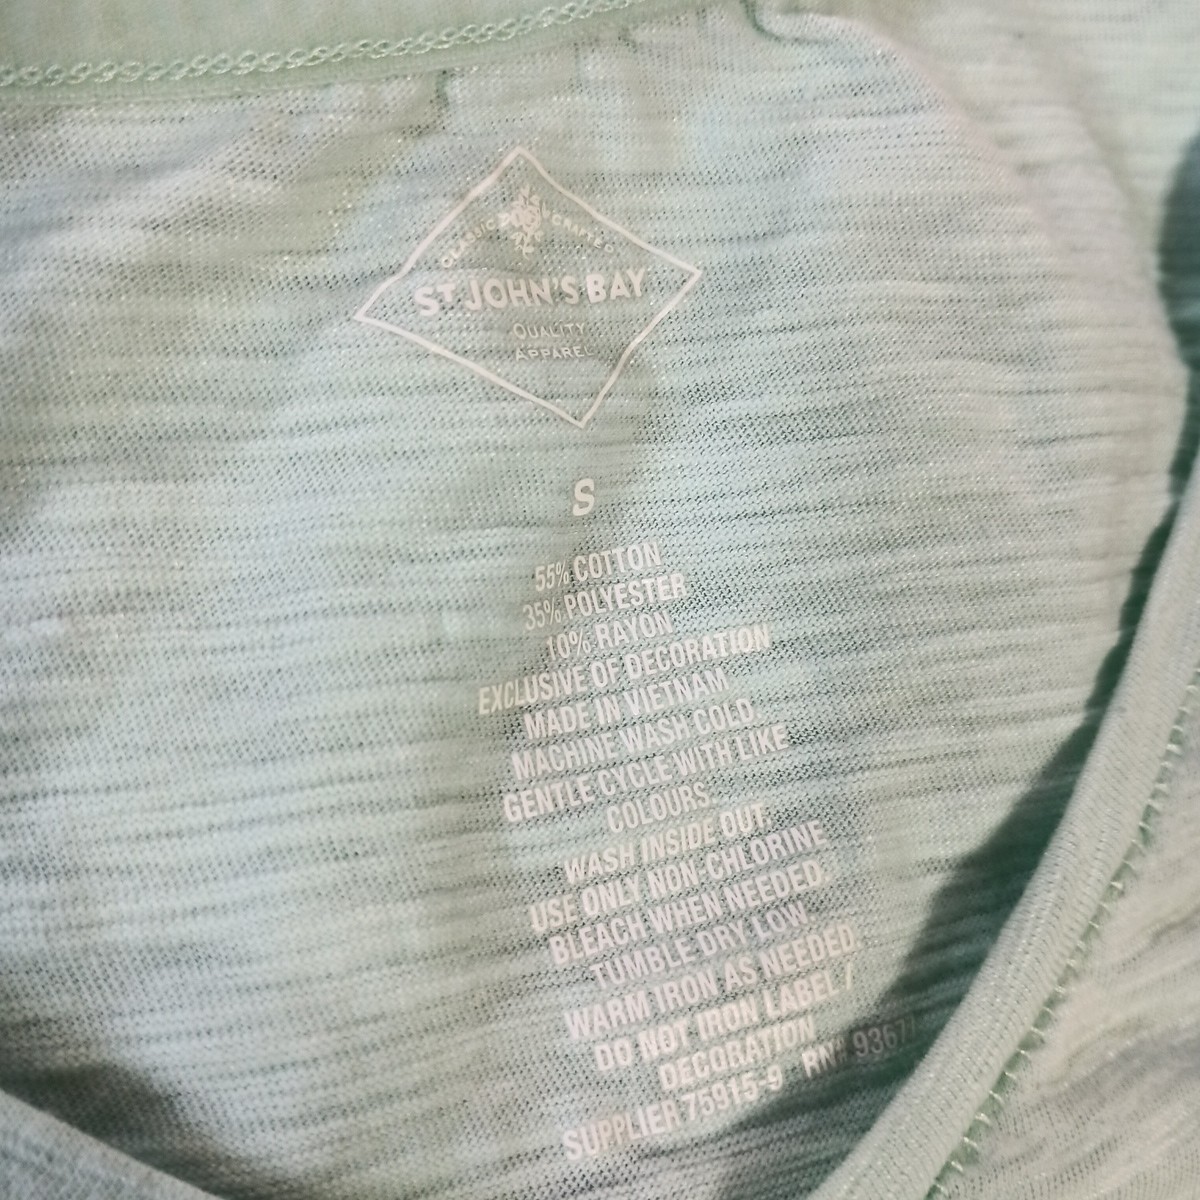 CLASSIC CRAFTED
ST. JOHN'S BAY
QUALITY
APPAREL
S
55% COTTON
35% POLYESTER
10% RAYON
EXCLUSIVE OF DECORATION
MADE IN VIETNAM
MACHINE WASH COLD.
GENTLE CYCLE WITH LIKE
COLOURS.
WASH INSIDE OUT.
USE ONLY NON-CHLORINE
BLEACH WHEN NEEDED.
TUMBLE DRY LOW.
WARM IRON AS NEEDED.
DO NOT IRON LABEL /
DECORATION
SUPPLIER 75915-9 RN# 93677